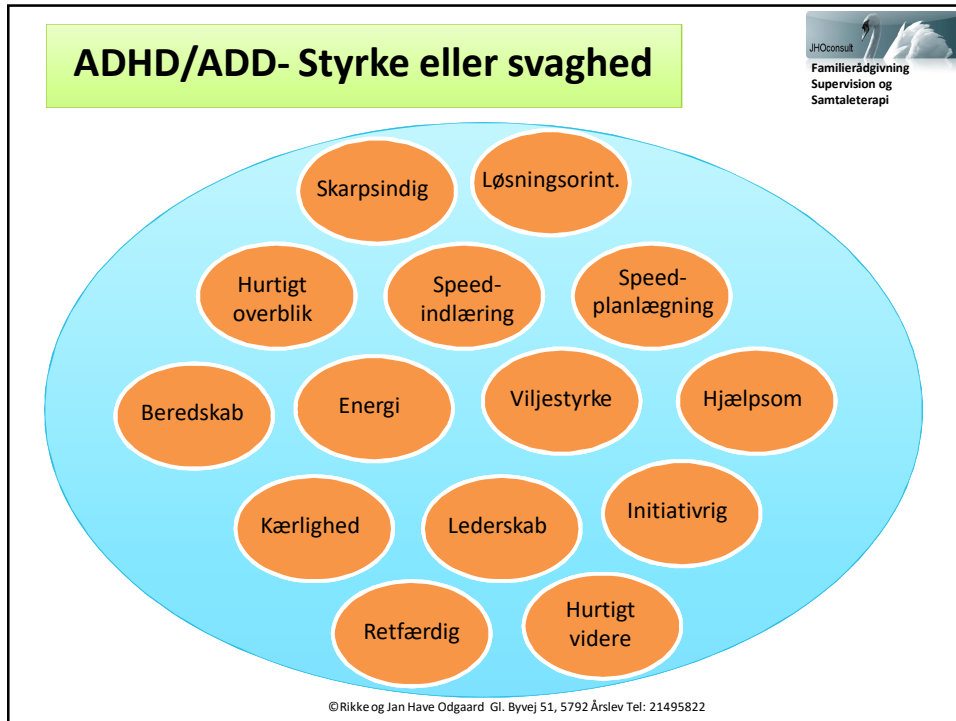 ADHD/ADD- Styrke eller svaghed
JHOconsult
Familierådgivning
Supervision og
Samtaleterapi
Skarpsindig
Løsningsorint.
Hurtigt
overblik
Speed-
indlæring
Speed-
planlægning
Beredskab
Energi
Viljestyrke
Hjælpsom
Kærlighed
Lederskab
Initiativrig
Retfærdig
Hurtigt
videre
©Rikke og Jan Have Odgaard Gl. Byvej 51, 5792 Årslev Tel: 21495822